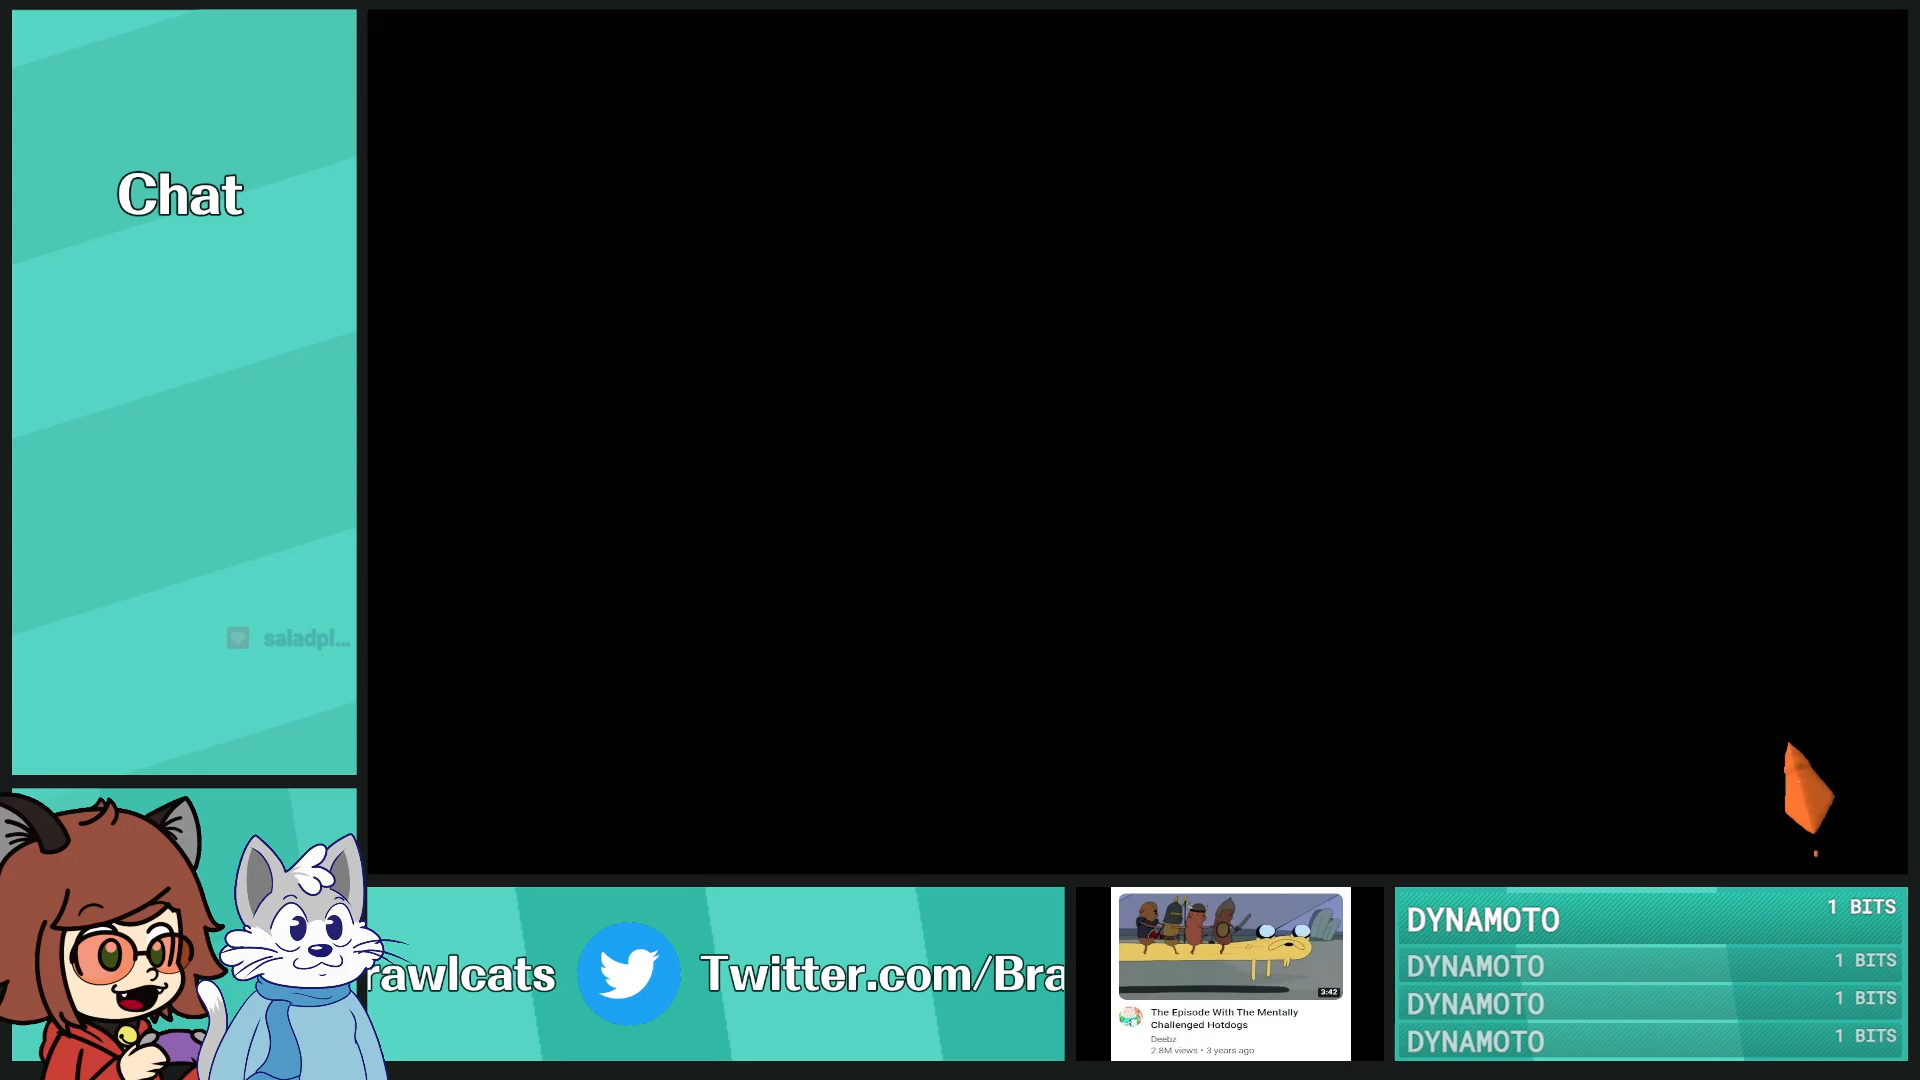 Chat
saladpl...
rawlcats
Twitter.com/Bra
3:42
The Episode With The Mentally
Challenged Hotdogs
Deebz
2.8M views • 3 years ago
DYNAMOTO 1 BITS
DYNAMOTO 1 BITS
DYNAMOTO 1 BITS
DYNAMOTO 1 BITS